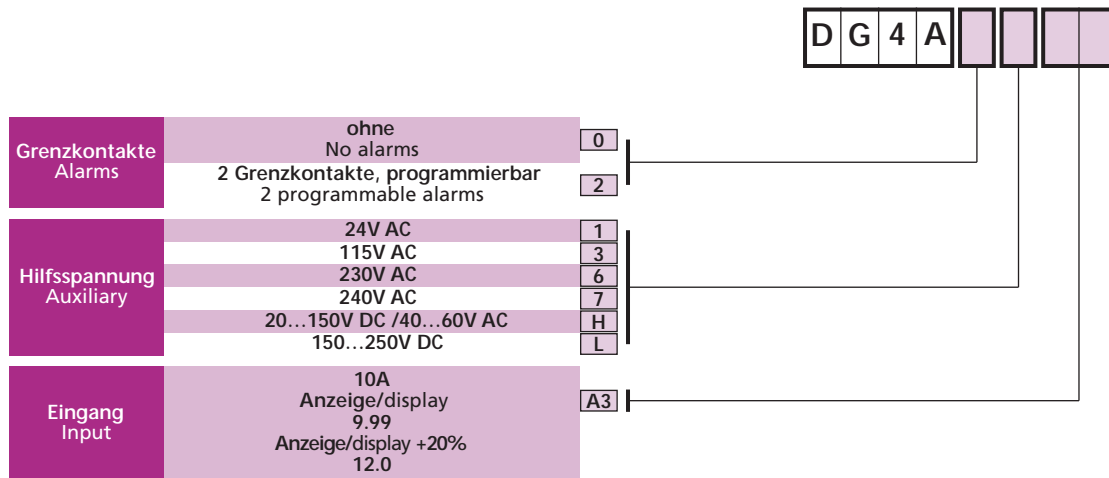 D G 4 A
Grenzkontakte
Alarms
ohne
No alarms
0
2 Grenzkontakte, programmierbar
2 programmable alarms
2
Hilfsspannung
Auxiliary
24V AC
1
115V AC
3
230V AC
6
240V AC
7
20…150V DC /40…60V AC
H
150…250V DC
L
Eingang
Input
10A
Anzeige/display
9.99
Anzeige/display +20%
12.0
A3